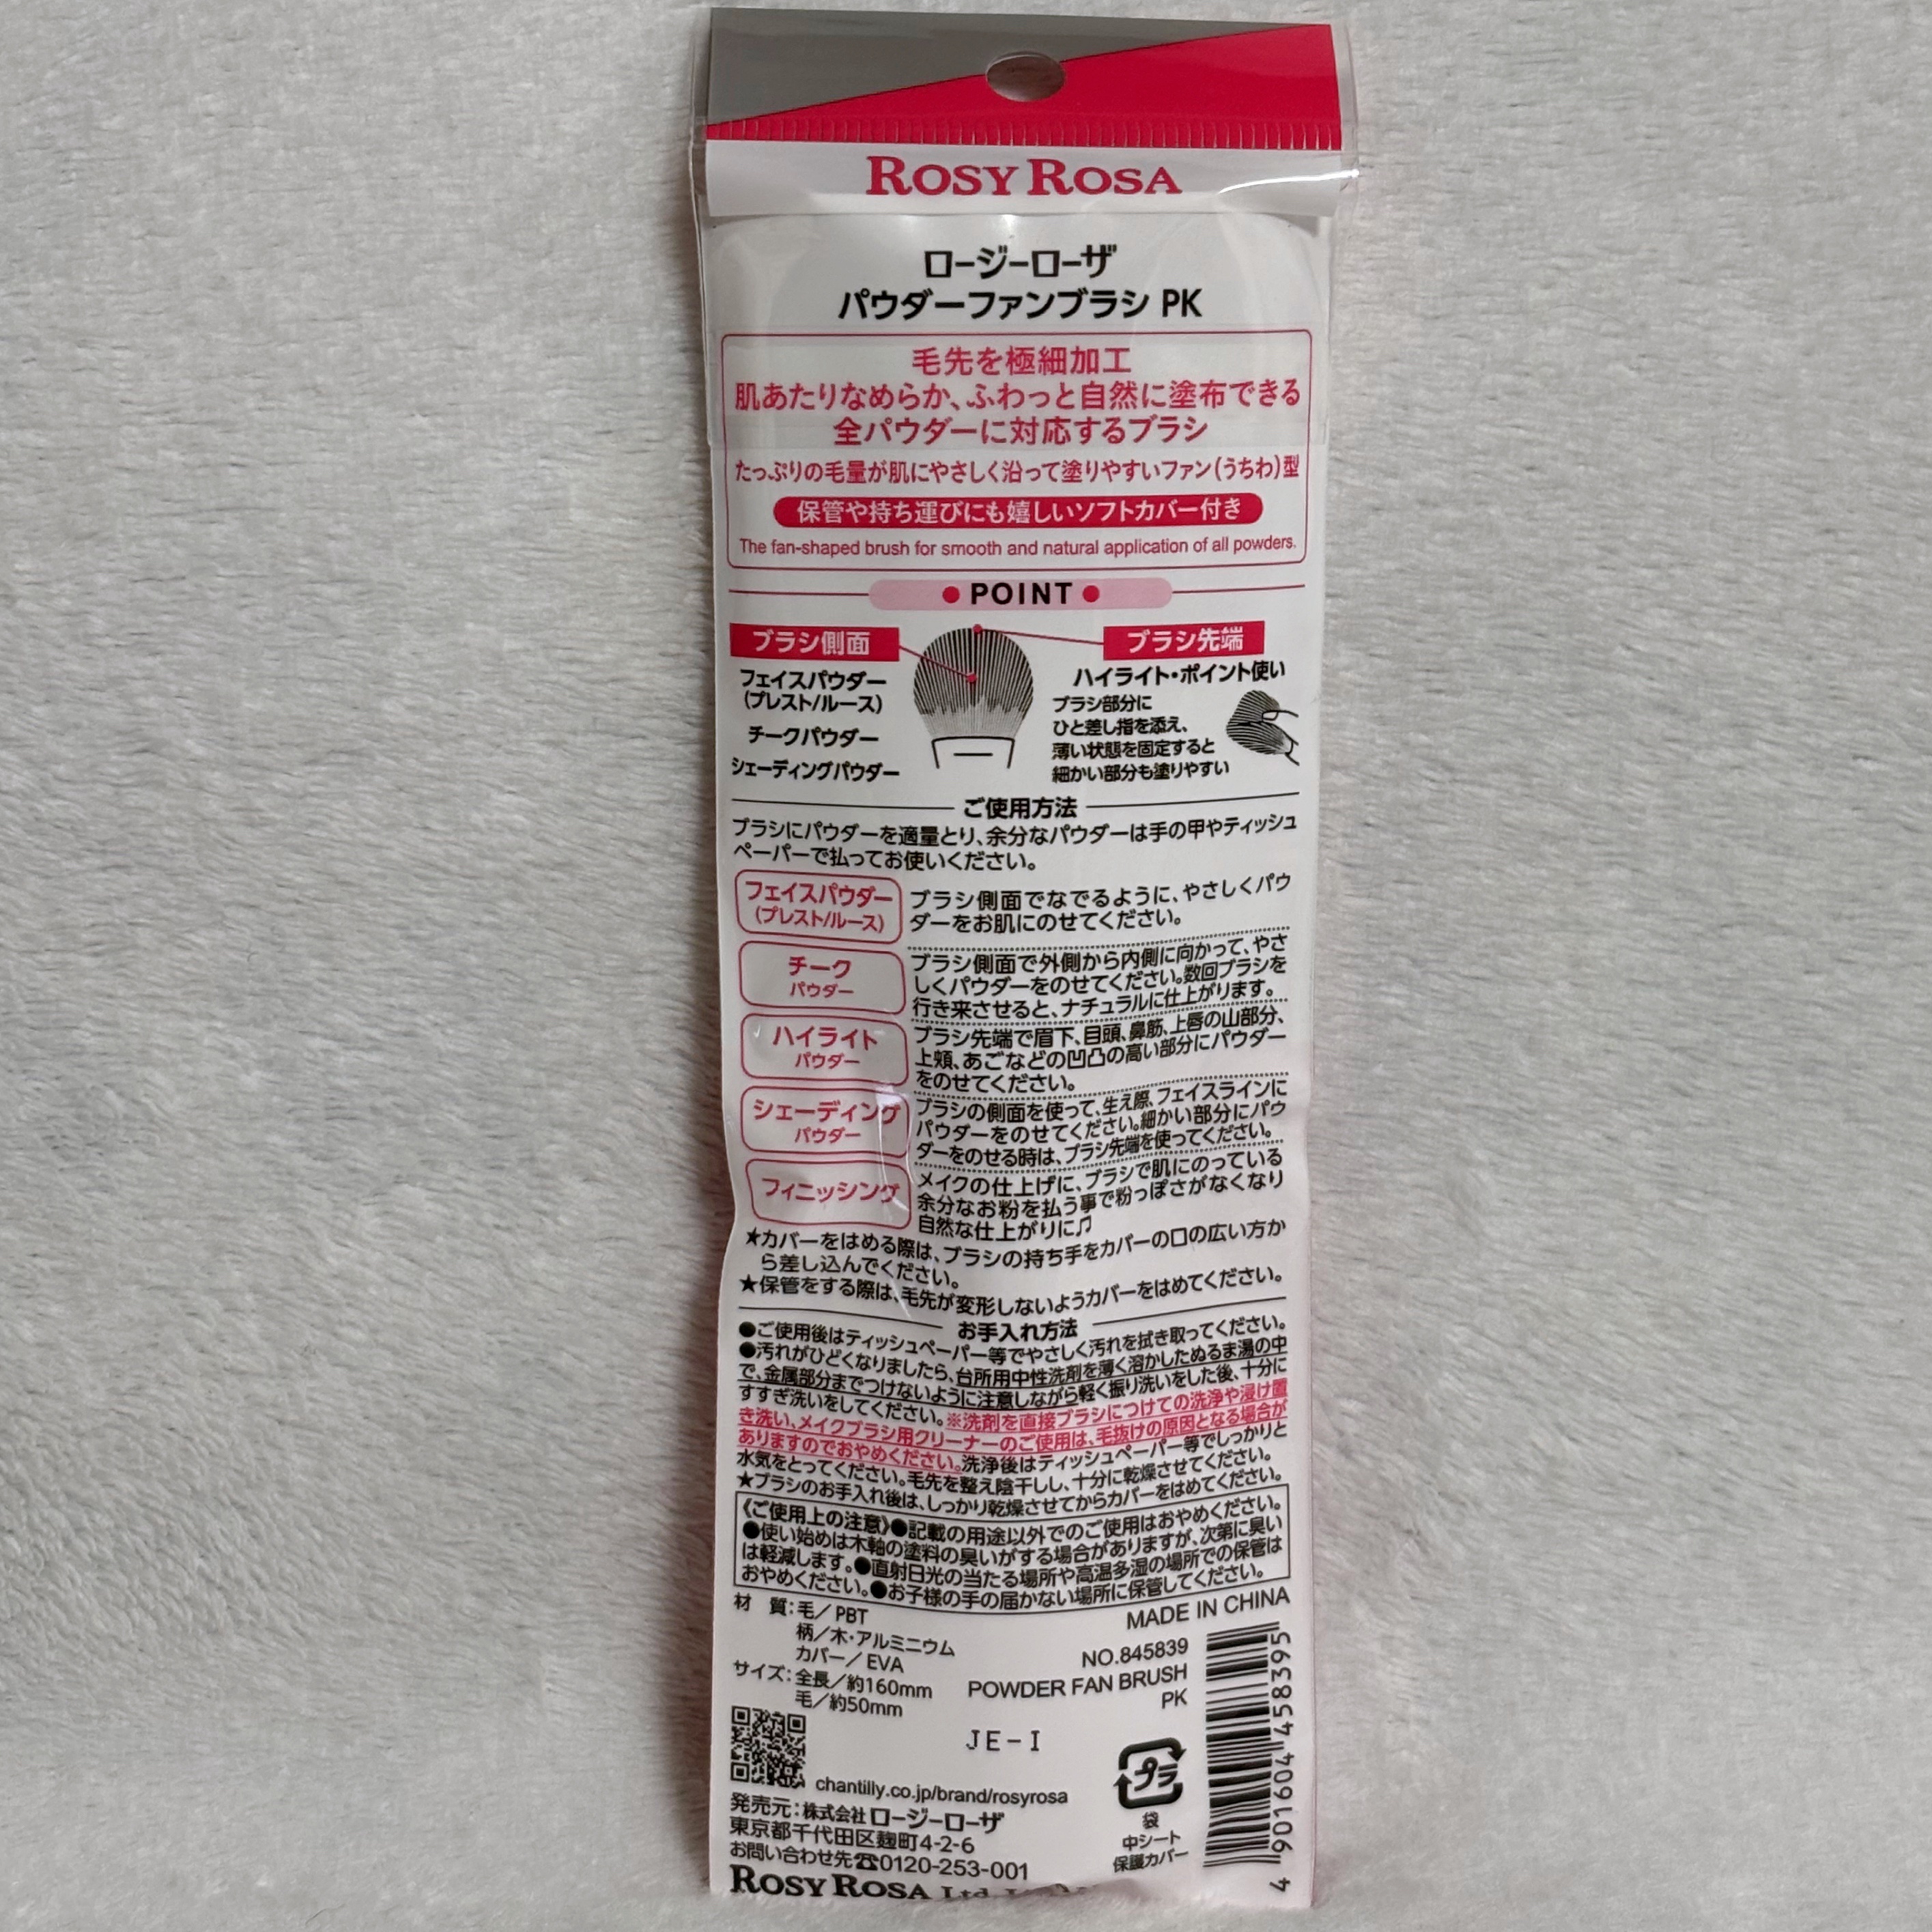 ROSY ROSA
ロージーローザ
パウダーファンブラシ PK
毛先を極細加工
肌あたりなめらか、ふわっと自然に塗布できる
全パウダーに対応するブラシ
たっぷりの毛量が肌にやさしく沿って塗りやすいファン(うちわ)型
保管や持ち運びにも嬉しいソフトカバー付き
The fan-shaped brush for smooth and natural application of all powders.
●POINT●
ブラシ側面
フェイスパウダー
(プレスト/ルース)
チークパウダー
シェーディングパウダー
ブラシ先端
ハイライト・ポイント使い
ブラシ部分に
ひと差し指を添え、
薄い状態を固定すると
細かい部分も塗りやすい
ご使用方法
ブラシにパウダーを適量とり、余分なパウダーは手の甲やティッシュ
ペーパーで払ってお使いください。
フェイスパウダー
(プレスト/ルース)
ブラシ側面でなでるように、やさしくパウ
ダーをお肌にのせてください。
チーク
パウダー
ブラシ側面で外側から内側に向かって、やさ
しくパウダーをのせてください。数回ブラシを
行き来させると、ナチュラルに仕上がります。
ハイライト
パウダー
ブラシ先端で眉下、目頭、鼻筋、上唇の山部分、
上頬、あごなどの凹凸の高い部分にパウダー
をのせてください。
シェーディング
パウダー
ブラシの側面を使って、生え際、フェイスラインに
パウダーをのせてください。細かい部分にパウ
ダーをのせる時は、ブラシ先端を使ってください。
フィニッシング
メイクの仕上げに、ブラシで肌にのっている
余分なお粉を払う事で粉っぽさがなくなり
自然な仕上がりに♫
★カバーをはめる際は、ブラシの持ち手をカバーの口の広い方か
ら差し込んでください。
★保管をする際は、毛先が変形しないようカバーをはめてください。
お手入れ方法
●ご使用後はティッシュペーパー等でやさしく汚れを拭き取ってください。
●汚れがひどくなりましたら、台所用中性洗剤を薄く溶かしたぬるま湯の中
で、金属部分までつけないように注意しながら軽く振り洗いをした後、十分に
すすぎ洗いをしてください。※洗剤を直接ブラシにつけての洗浄や浸け置
き洗い、メイクブラシ用クリーナーのご使用は、毛抜けの原因となる場合が
ありますのでおやめください。洗浄後はティッシュペーパー等でしっかりと
水気をとってください。毛先を整え陰干しし、十分に乾燥させてください。
★ブラシのお手入れ後は、しっかり乾燥させてからカバーをはめてください。
《ご使用上の注意》●記載の用途以外でのご使用はおやめください。
●使い始めは木軸の塗料の臭いがする場合がありますが、次第に臭い
は軽減します。●直射日光の当たる場所や高温多湿の場所での保管は
おやめください。●お子様の手の届かない場所に保管してください。
材 質：毛／PBT
柄／木・アルミニウム
カバー／EVA
サイズ：全長／約160mm
毛／約50mm
MADE IN CHINA
NO.845839
POWDER FAN BRUSH
PK
JE-I
chantilly.co.jp/brand/rosyrosa
発売元：株式会社ロージーローザ
東京都千代田区麹町4-2-6
お問い合わせ先☎0120-253-001
ROSY ROSA Ltd.
プラ
袋
中シート
保護カバー
4 901604 458395